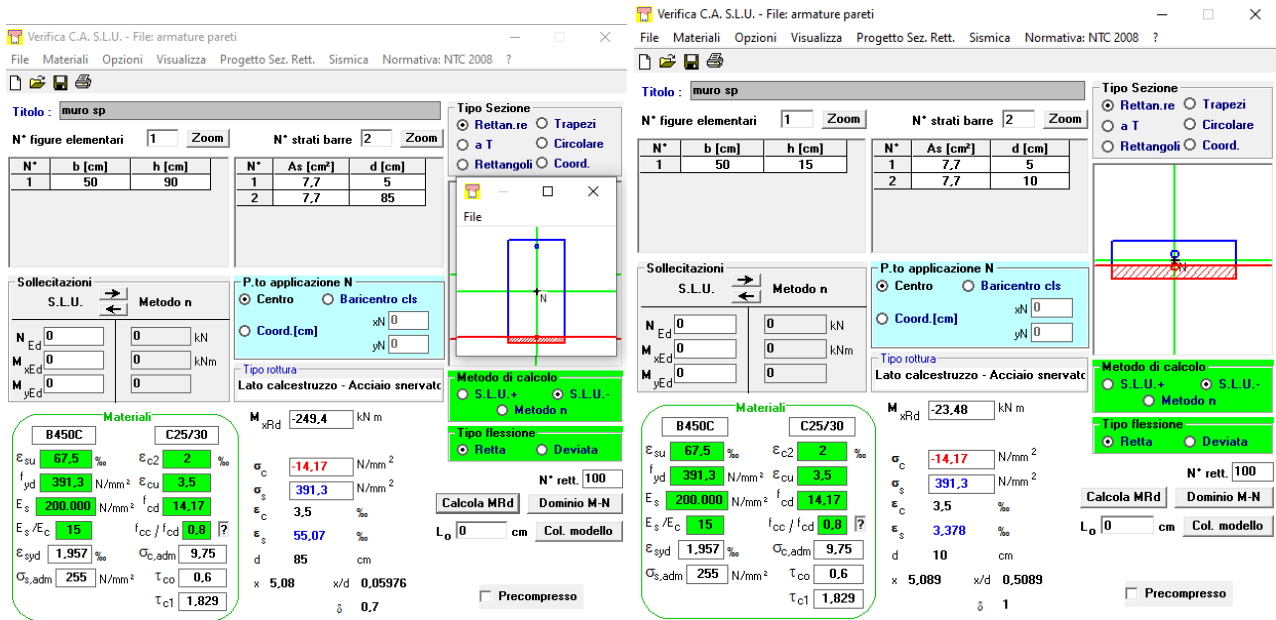 Verifica C.A. S.L.U. - File: armature pareti
File Materiali Opzioni Visualizza Progetto Sez. Rett. Sismica Normativa: NTC 2008 ?
Titolo : muro sp
N° figure elementari 1 Zoom
N° strati barre 2 Zoom
N° b [cm] h [cm]
1 50 90
N° As [cm²] d [cm]
1 7,7 5
2 7,7 85
Tipo Sezione
Rettan.re Trapezi
a T Circolare
Rettangoli Coord.
File
N
Sollecitazioni
S.L.U. Metodo n
N Ed 0 0 kN
M xEd 0 0 kNm
M yEd 0 0
P.to applicazione N
Centro Baricentro cls
Coord.[cm] xN 0
yN 0
Tipo rottura
Lato calcestruzzo - Acciaio snervato
Metodo di calcolo
S.L.U.+ S.L.U.-
Metodo n
Tipo flessione
Retta Deviata
N° rett. 100
Calcola MRd Dominio M-N
L o 0 cm Col. modello
Precompresso
Materiali
B450C C25/30
εsu 67,5 ‰ εc2 2 ‰
fyd 391,3 N/mm² εcu 3,5
Es 200.000 N/mm² fcd 14,17
Es /Ec 15 fcc / fcd 0,8 ?
εsyd 1,957 ‰ σc,adm 9,75
σs,adm 255 N/mm² τco 0,6
τc1 1,829
M xRd -249,4 kN m
σc -14,17 N/mm²
σs 391,3 N/mm²
εc 3,5 ‰
εs 55,07 ‰
d 85 cm
x 5,08 x/d 0,05976
δ 0,7
Verifica C.A. S.L.U. - File: armature pareti
File Materiali Opzioni Visualizza Progetto Sez. Rett. Sismica Normativa: NTC 2008 ?
Titolo : muro sp
N° figure elementari 1 Zoom
N° strati barre 2 Zoom
N° b [cm] h [cm]
1 50 15
N° As [cm²] d [cm]
1 7,7 5
2 7,7 10
Tipo Sezione
Rettan.re Trapezi
a T Circolare
Rettangoli Coord.
N
Sollecitazioni
S.L.U. Metodo n
N Ed 0 0 kN
M xEd 0 0 kNm
M yEd 0 0
P.to applicazione N
Centro Baricentro cls
Coord.[cm] xN 0
yN 0
Tipo rottura
Lato calcestruzzo - Acciaio snervato
Metodo di calcolo
S.L.U.+ S.L.U.-
Metodo n
Tipo flessione
Retta Deviata
N° rett. 100
Calcola MRd Dominio M-N
L o 0 cm Col. modello
Precompresso
Materiali
B450C C25/30
εsu 67,5 ‰ εc2 2 ‰
fyd 391,3 N/mm² εcu 3,5
Es 200.000 N/mm² fcd 14,17
Es /Ec 15 fcc / fcd 0,8 ?
εsyd 1,957 ‰ σc,adm 9,75
σs,adm 255 N/mm² τco 0,6
τc1 1,829
M xRd -23,48 kN m
σc -14,17 N/mm²
σs 391,3 N/mm²
εc 3,5 ‰
εs 3,378 ‰
d 10 cm
x 5,089 x/d 0,5089
δ 1